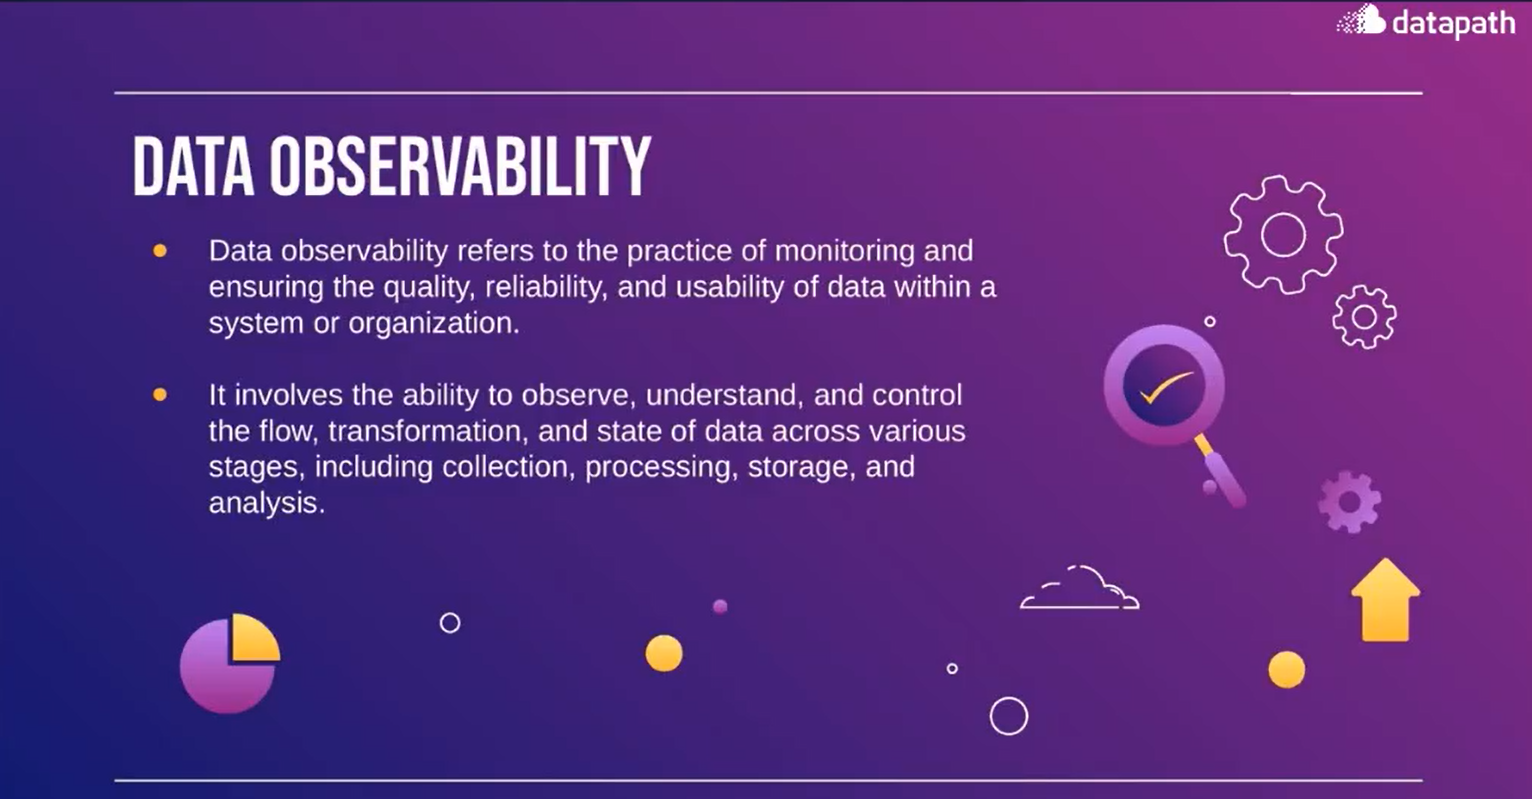 datapath
DATA OBSERVABILITY
Data observability refers to the practice of monitoring and
ensuring the quality, reliability, and usability of data within a
system or organization.
It involves the ability to observe, understand, and control
the flow, transformation, and state of data across various
stages, including collection, processing, storage, and
analysis.